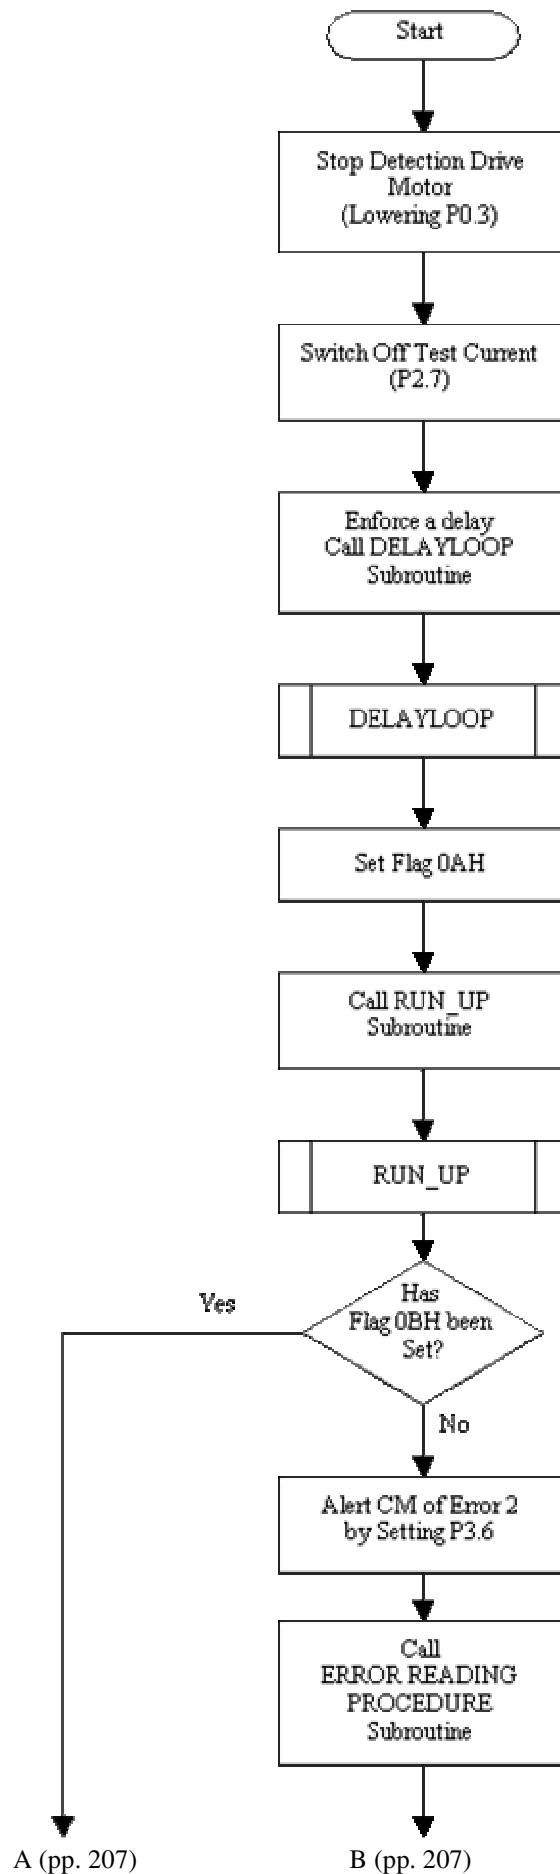 Start
Stop Detection Drive
Motor
(Lowering P0.3)
Switch Off Test Current
(P2.7)
Enforce a delay
Call DELAYLOOP
Subroutine
DELAYLOOP
Set Flag 0AH
Call RUN_UP
Subroutine
RUN_UP
Has
Flag 0BH been
Set?
Yes
No
Alert CM of Error 2
by Setting P3.6
Call
ERROR READING
PROCEDURE
Subroutine
A (pp. 207)
B (pp. 207)